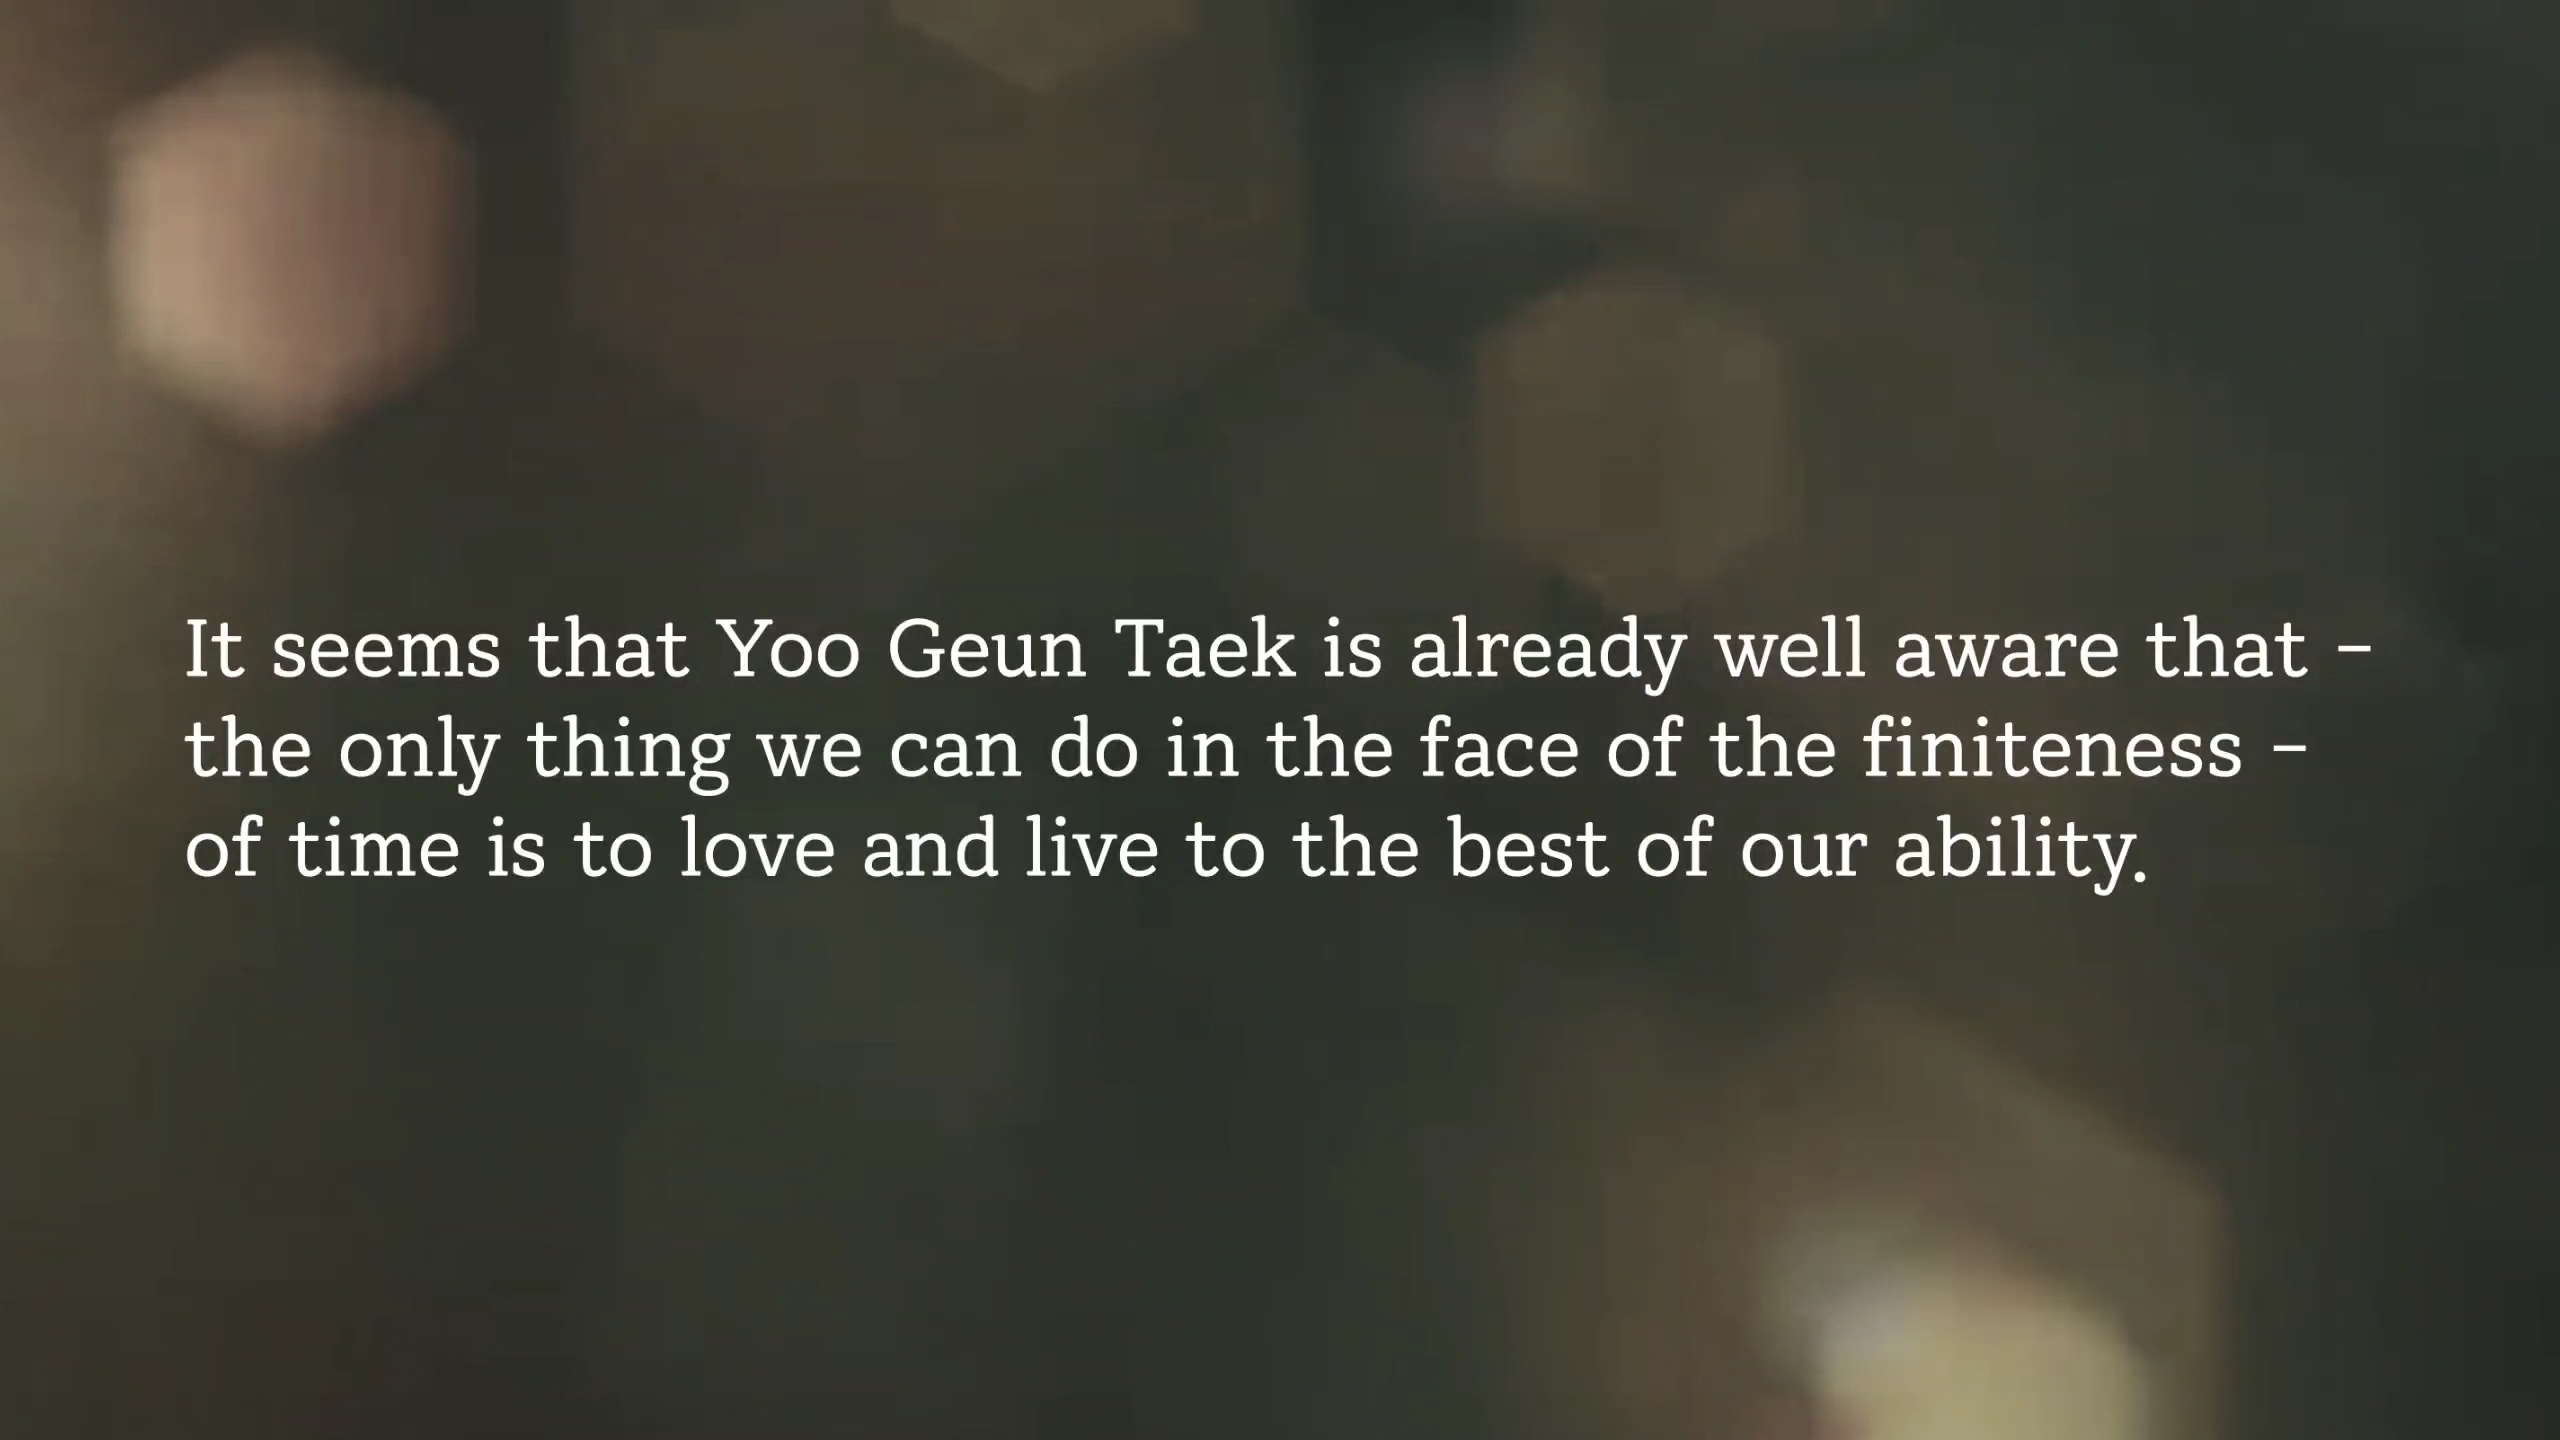 It seems that Yoo Geun Taek is already well aware that –
the only thing we can do in the face of the finiteness –
of time is to love and live to the best of our ability.